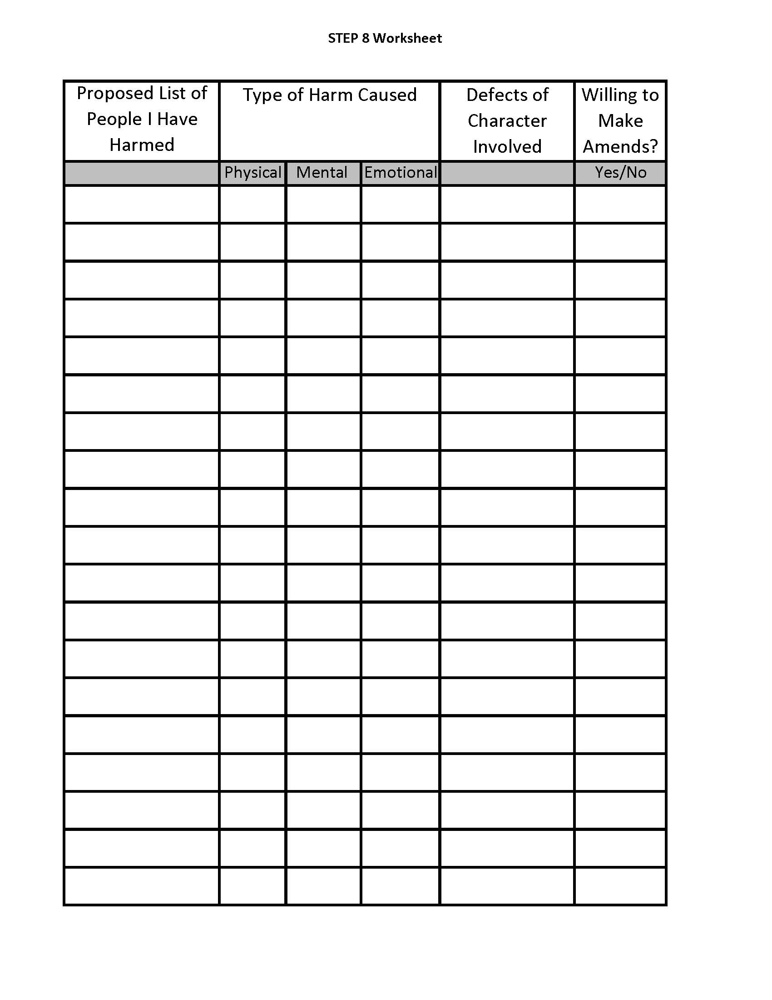 STEP 8 Worksheet
Proposed List of
People I Have
Harmed
Type of Harm Caused
Defects of
Character
Involved
Willing to
Make
Amends?
Physical
Mental
Emotional
Yes/No